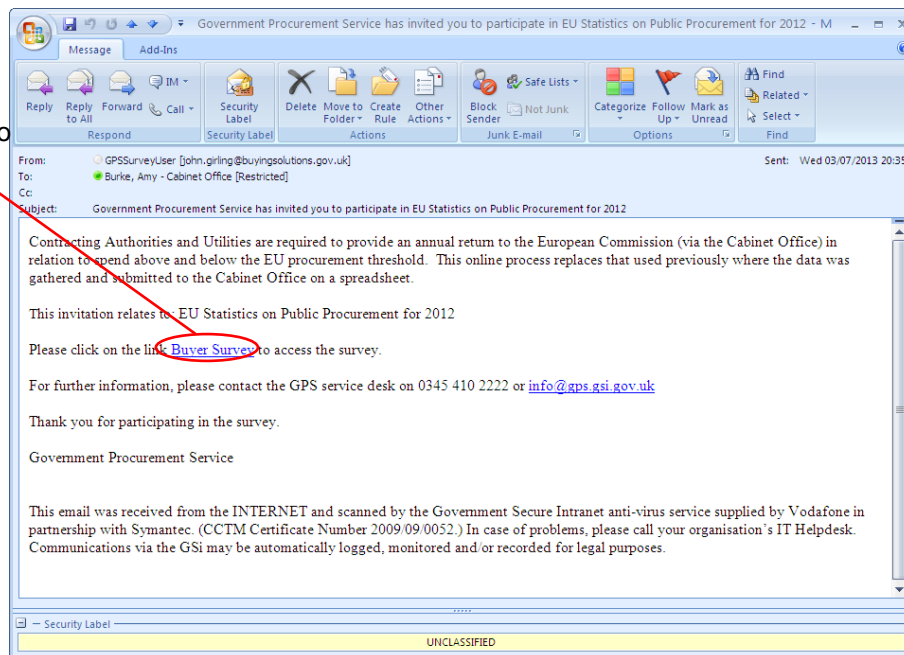 Government Procurement Service has invited you to participate in EU Statistics on Public Procurement for 2012 - M
Message Add-Ins
Reply Reply to All Forward IM Call
Security Label
Delete Move to Folder Create Rule Other Actions
Block Sender Safe Lists Not Junk
Categorize Follow Up Mark as Unread
Find Related Select
Respond Security Label Actions Junk E-mail Options Find
o
From: GPSSurveyUser [john.girling@buyingsolutions.gov.uk] Sent: Wed 03/07/2013 20:35
To: Burke, Amy - Cabinet Office [Restricted]
Cc:
Subject: Government Procurement Service has invited you to participate in EU Statistics on Public Procurement for 2012
Contracting Authorities and Utilities are required to provide an annual return to the European Commission (via the Cabinet Office) in
relation to spend above and below the EU procurement threshold. This online process replaces that used previously where the data was
gathered and submitted to the Cabinet Office on a spreadsheet.
This invitation relates to: EU Statistics on Public Procurement for 2012
Please click on the link Buyer Survey to access the survey.
For further information, please contact the GPS service desk on 0345 410 2222 or info@gps.gsi.gov.uk
Thank you for participating in the survey.
Government Procurement Service
This email was received from the INTERNET and scanned by the Government Secure Intranet anti-virus service supplied by Vodafone in
partnership with Symantec. (CCTM Certificate Number 2009/09/0052.) In case of problems, please call your organisation's IT Helpdesk.
Communications via the GSi may be automatically logged, monitored and/or recorded for legal purposes.
Security Label
UNCLASSIFIED